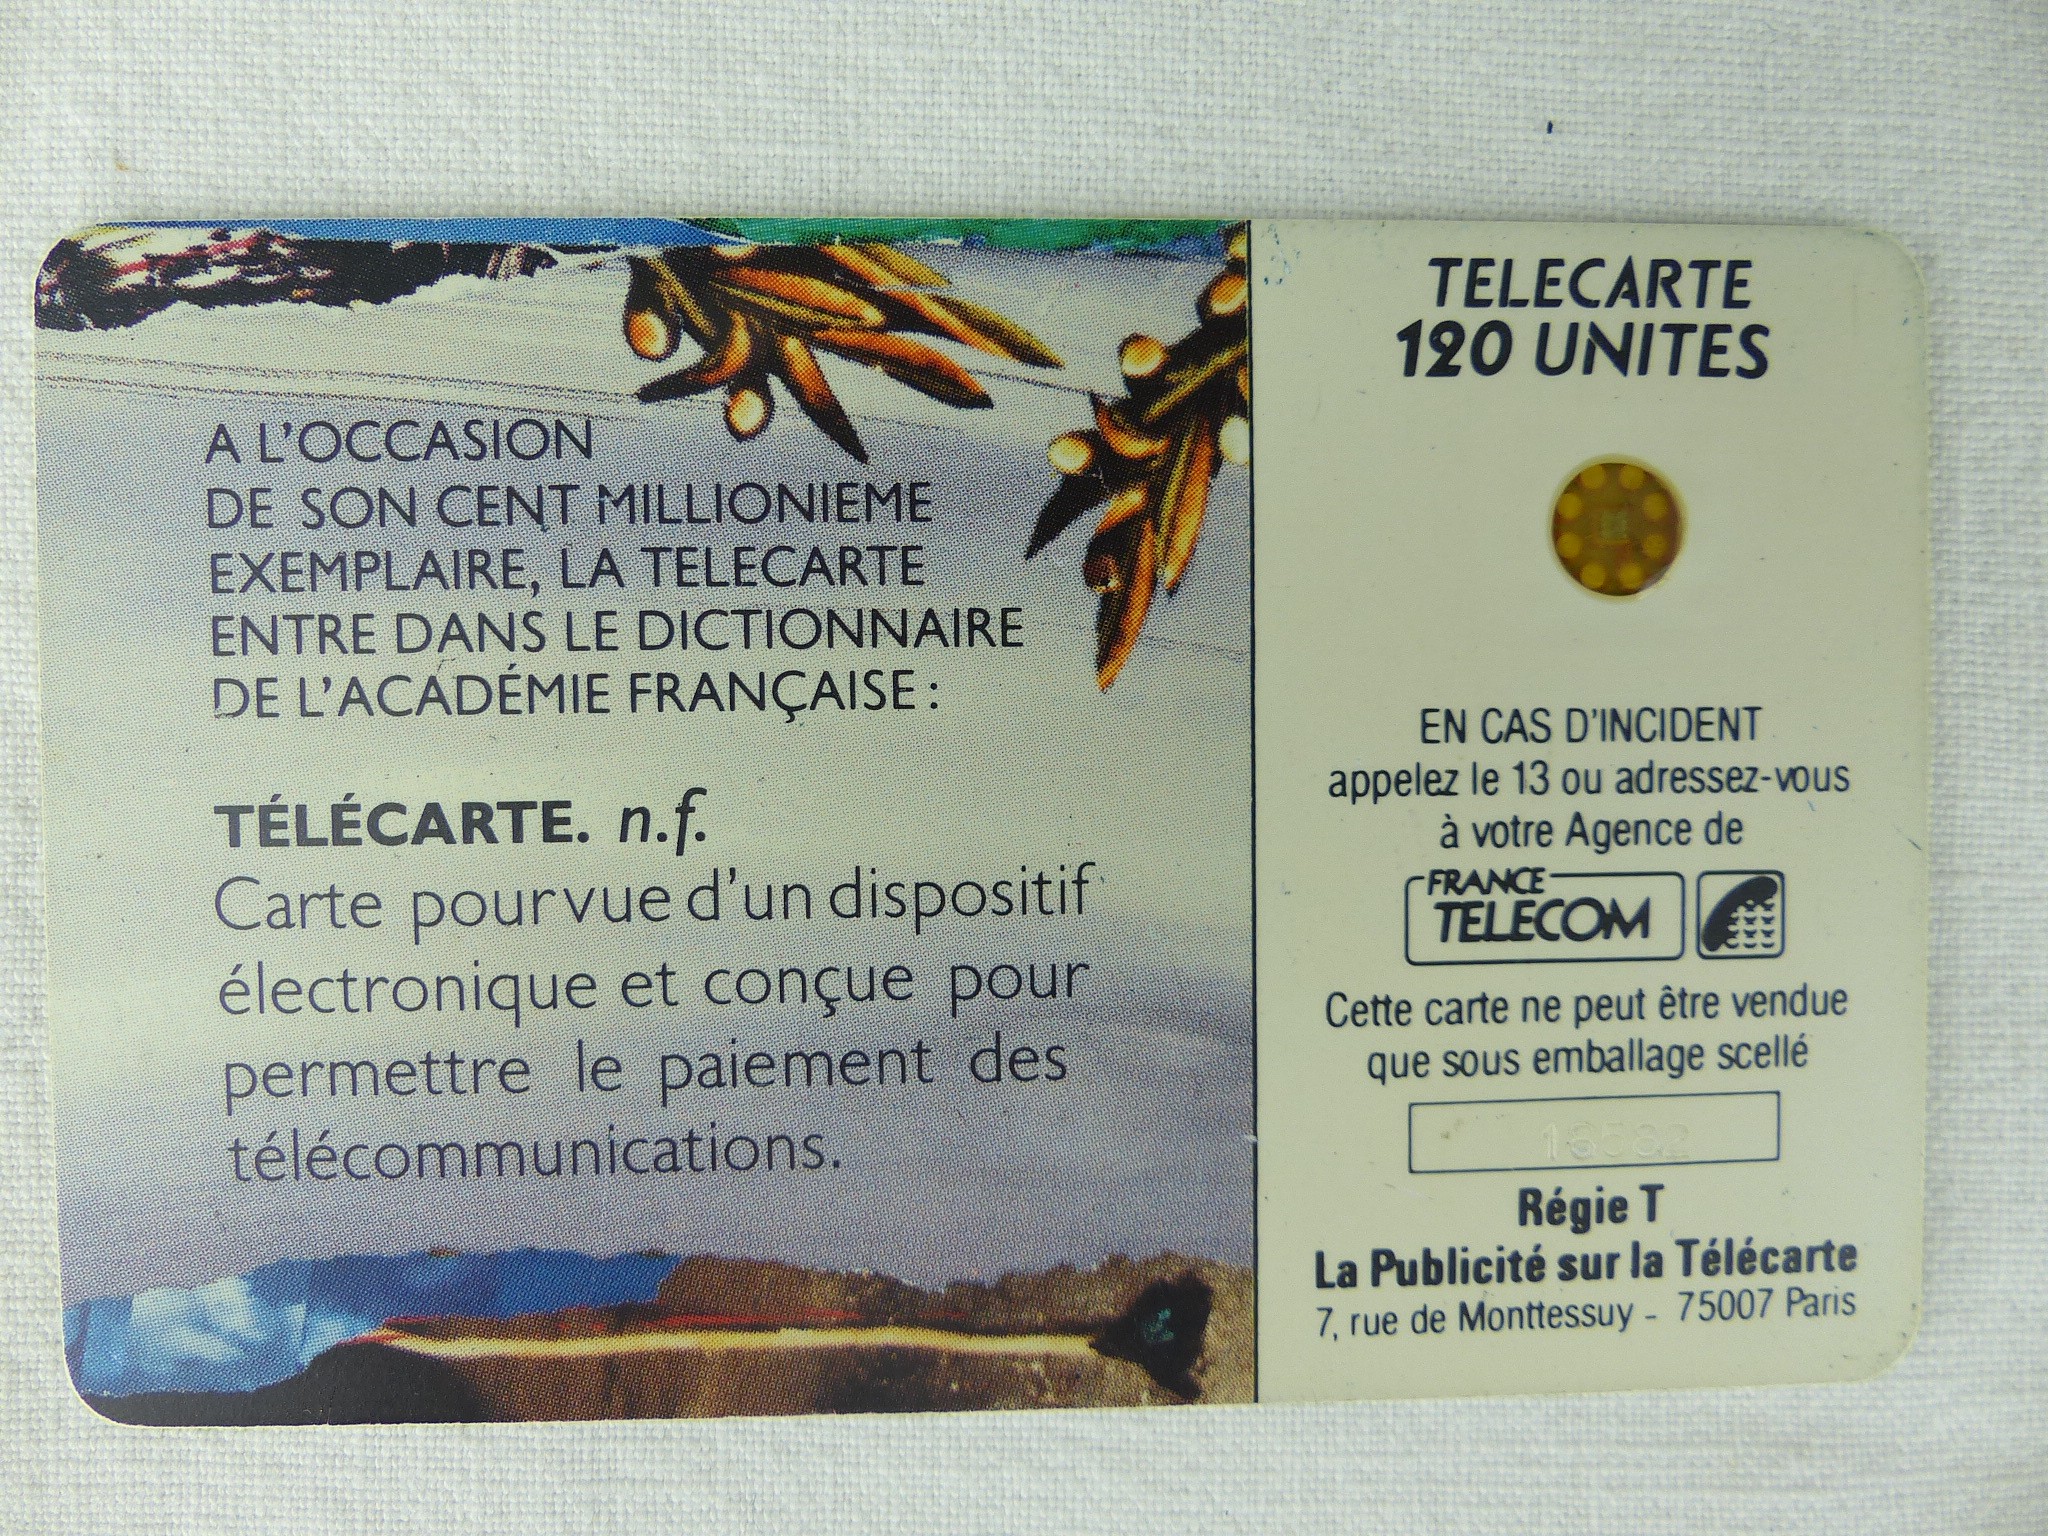 A L'OCCASION
DE SON CENT MILLIONIEME
EXEMPLAIRE, LA TELECARTE
ENTRE DANS LE DICTIONNAIRE
DE L'ACADÉMIE FRANÇAISE :
TÉLÉCARTE. n.f.
Carte pourvue d'un dispositif
électronique et conçue pour
permettre le paiement des
télécommunications.
TELECARTE
120 UNITES
EN CAS D'INCIDENT
appelez le 13 ou adressez-vous
à votre Agence de
FRANCE
TELECOM
Cette carte ne peut être vendue
que sous emballage scellé
16582
Régie T
La Publicité sur la Télécarte
7, rue de Monttessuy - 75007 Paris